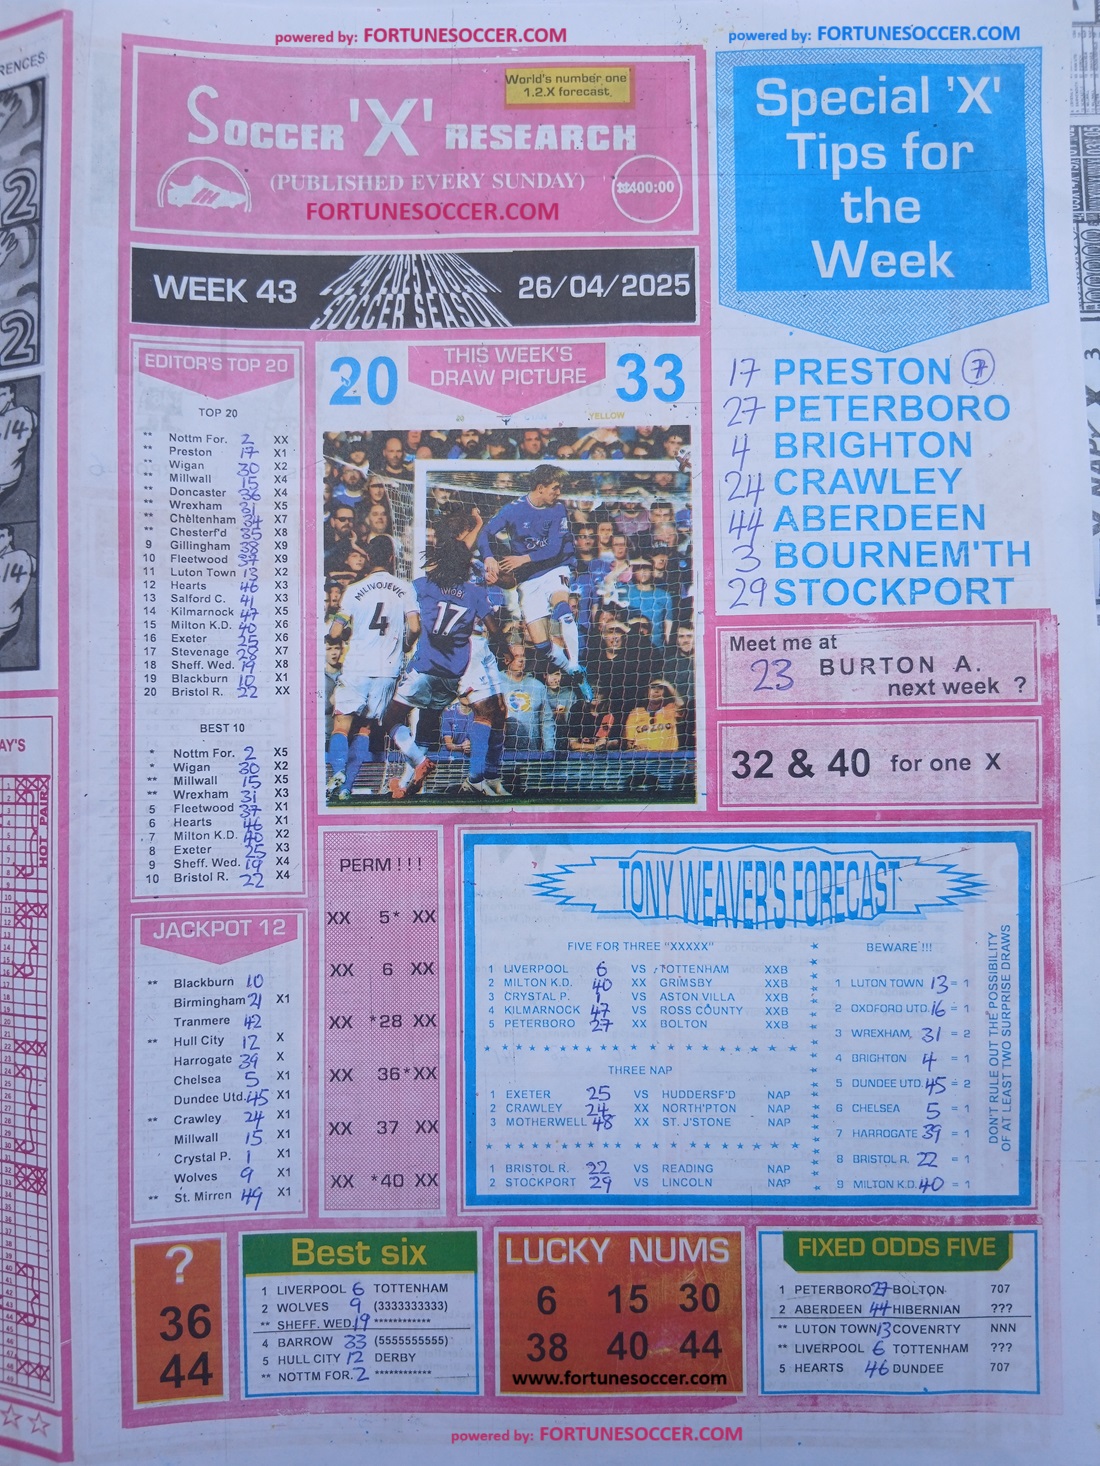 powered by: FORTUNESOCCER.COM
powered by: FORTUNESOCCER.COM
World's number one
1.2.X forecast
SOCCER 'X' RESEARCH
(PUBLISHED EVERY SUNDAY)
400:00
FORTUNESOCCER.COM
WEEK 43
2024/2025 ENGLISH
SOCCER SEASON
26/04/2025
Special 'X'
Tips for
the
Week
17 PRESTON 7
27 PETERBORO
4 BRIGHTON
24 CRAWLEY
44 ABERDEEN
3 BOURNEM'TH
29 STOCKPORT
Meet me at
23 BURTON A.
next week ?
32 & 40 for one X
EDITOR'S TOP 20
TOP 20
** Nottm For. 2 XX
** Preston 17 X1
** Wigan 30 X2
** Millwall 15 X4
** Doncaster 36 X4
** Wrexham 31 X5
** Cheltenham 34 X7
** Chesterf'd 35 X8
9 Gillingham 38 X9
10 Fleetwood 37 X9
11 Luton Town 13 X2
12 Hearts 46 X3
13 Salford C. 41 X3
14 Kilmarnock 47 X5
15 Milton K.D. 40 X6
16 Exeter 25 X6
17 Stevenage 28 X7
18 Sheff. Wed. 19 X8
19 Blackburn 10 X1
20 Bristol R. 22 XX
BEST 10
* Nottm For. 2 X5
* Wigan 30 X2
** Millwall 15 X5
** Wrexham 31 X3
5 Fleetwood 37 X1
6 Hearts 46 X1
7 Milton K.D. 40 X2
8 Exeter 25 X3
9 Sheff. Wed. 19 X4
10 Bristol R. 22 X4
20
THIS WEEK'S
DRAW PICTURE
33
YELLOW
MILIVOJEVIC
4
IWOBI
17
JACKPOT 12
** Blackburn 10
Birmingham 21 X1
Tranmere 42
** Hull City 12 X
Harrogate 39 X
Chelsea 5 X1
Dundee Utd. 45 X1
** Crawley 24 X1
Millwall 15 X1
Crystal P. 1 X1
Wolves 9 X1
** St. Mirren 49 X1
PERM ! ! !
XX 5* XX
XX 6 XX
XX *28 XX
XX 36* XX
XX 37 XX
XX *40 XX
TONY WEAVER'S FORECAST
FIVE FOR THREE "XXXXX"
1 LIVERPOOL 6 VS TOTTENHAM XXB
2 MILTON K.D. 40 XX GRIMSBY XXB
3 CRYSTAL P. 1 VS ASTON VILLA XXB
4 KILMARNOCK 47 VS ROSS COUNTY XXB
5 PETERBORO 27 XX BOLTON XXB
THREE NAP
1 EXETER 25 VS HUDDERSF'D NAP
2 CRAWLEY 24 XX NORTH'PTON NAP
3 MOTHERWELL 48 XX ST. J'STONE NAP
1 BRISTOL R. 22 VS READING NAP
2 STOCKPORT 29 VS LINCOLN NAP
BEWARE !!!
1 LUTON TOWN 13 = 1
2 OXDFORD UTD. 16 = 1
3 WREXHAM, 31 = 2
4 BRIGHTON 4 = 1
5 DUNDEE UTD. 45 = 2
6 CHELSEA 5 = 1
7 HARROGATE 39 = 1
8 BRISTOL R. 22 = 1
9 MILTON K.D. 40 = 1
DON'T RULE OUT THE POSSIBILITY
OF AT LEAST TWO SURPRISE DRAWS
?
36
44
Best six
1 LIVERPOOL 6 TOTTENHAM
2 WOLVES 9 (3333333333)
** SHEFF. WED. 19 ************
4 BARROW 33 (5555555555)
5 HULL CITY 12 DERBY
** NOTTM FOR. 2 ************
LUCKY NUMS
6 15 30
38 40 44
www.fortunesoccer.com
FIXED ODDS FIVE
1 PETERBORO 27 BOLTON 707
2 ABERDEEN 44 HIBERNIAN ???
** LUTON TOWN 13 COVENRTY NNN
** LIVERPOOL 6 TOTTENHAM ???
5 HEARTS 46 DUNDEE 707
powered by: FORTUNESOCCER.COM
HOT PAIRX